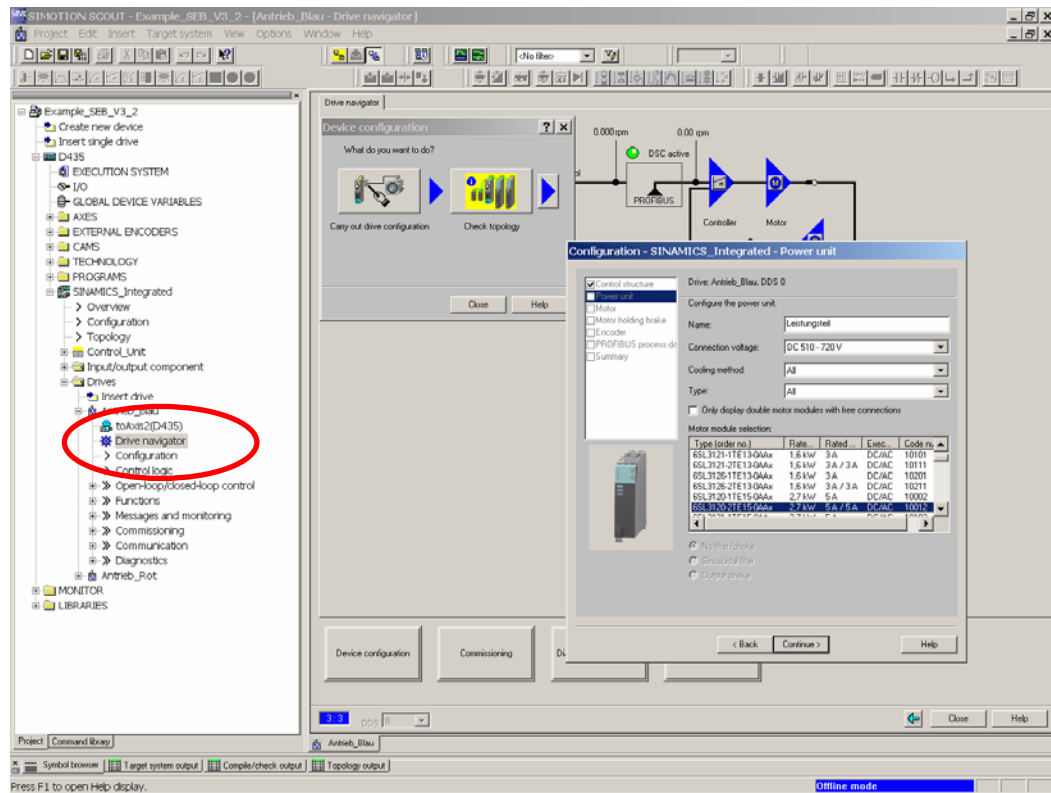 SIMOTION SCOUT - Example_SEB_V3_2 - [Antrieb_Blau - Drive navigator]
Project Edit Insert Target system View Options Window Help
<No filter>
Drive navigator
Example_SEB_V3_2
Create new device
Insert single drive
D435
EXECUTION SYSTEM
I/O
GLOBAL DEVICE VARIABLES
AXES
EXTERNAL ENCODERS
CAMS
TECHNOLOGY
PROGRAMS
SINAMICS_Integrated
Overview
Configuration
Topology
Control_Unit
Input/output component
Drives
Insert drive
Antrieb_Blau
toAxis2(D435)
Drive navigator
Configuration
Control logic
Open-loop/closed-loop control
Functions
Messages and monitoring
Commissioning
Communication
Diagnostics
Antrieb_Rot
MONITOR
LIBRARIES
Project Command library
Device configuration
What do you want to do?
Carry out drive configuration Check topology
Close Help
0.000 rpm 0.00 rpm
DSC active
PROFIBUS
Controller Motor
Configuration - SINAMICS_Integrated - Power unit
Control structure
Power unit
Motor
Motor holding brake
Encoder
PROFIBUS process da
Summary
Drive: Antrieb_Blau, DDS 0
Configure the power unit:
Name: Leistungsteil
Connection voltage: DC 510 - 720 V
Cooling method: All
Type: All
Only display double motor modules with free connections
Motor module selection:
Type (order no.) Rate... Rated ... Exec... Code nu
6SL3121-1TE13-0AAx 1,6 kW 3 A DC/AC 10101
6SL3121-2TE13-0AAx 1,6 kW 3 A / 3 A DC/AC 10111
6SL3126-1TE13-0AAx 1,6 kW 3 A DC/AC 10201
6SL3126-2TE13-0AAx 1,6 kW 3 A / 3 A DC/AC 10211
6SL3120-1TE15-0AAx 2,7 kW 5 A DC/AC 10002
6SL3120-2TE15-0AAx 2,7 kW 5 A / 5 A DC/AC 10012
No filter/choke
Sinusoidal filter
Output choke
< Back Continue > Help
Device configuration Commissioning Di
3:3 DDS 0 Close Help
Antrieb_Blau
Symbol browser Target system output Compile/check output Topology output
Press F1 to open Help display. Offline mode